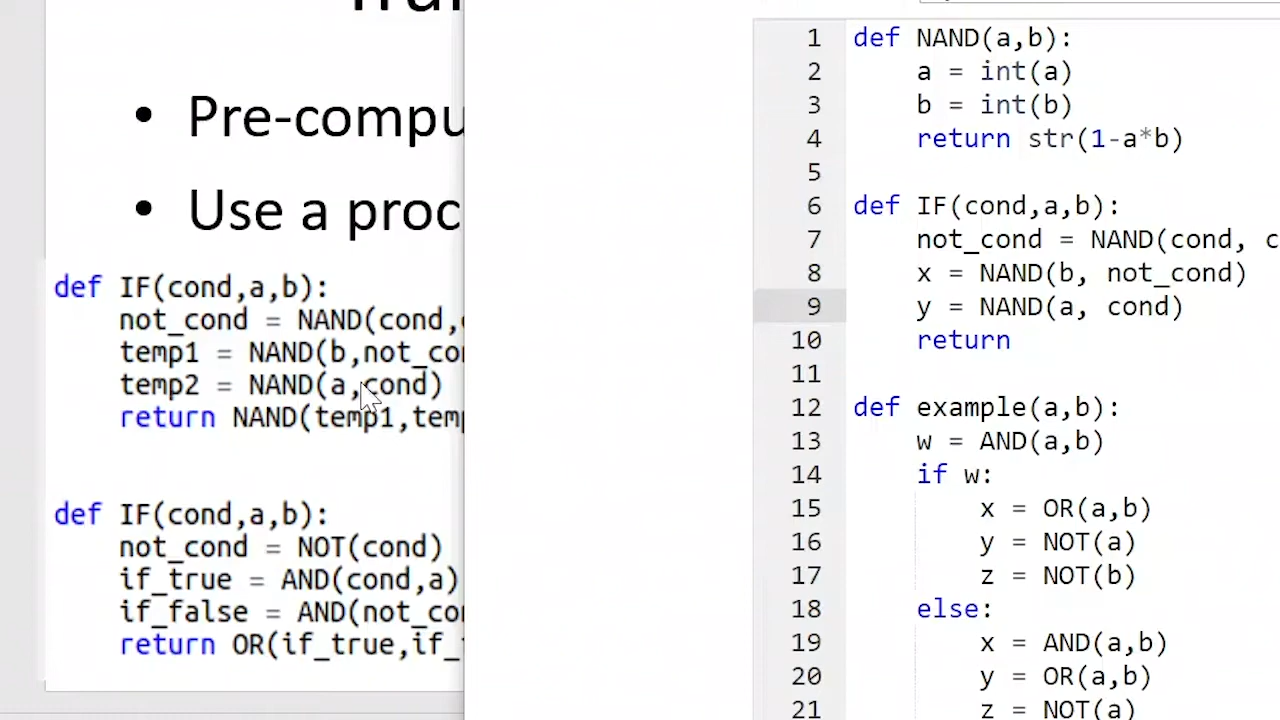 Pre-compu
• Use a proc
def IF(cond,a,b):
not_cond = NAND(cond,
temp1 = NAND(b,not_co
temp2 = NAND(a,cond)
return NAND(temp1,tem
def IF(cond,a,b):
not_cond = NOT(cond)
if_true = AND(cond,a)
if_false = AND(not_co
return OR(if_true,if_
1 def NAND(a,b):
2 a = int(a)
3 b = int(b)
4 return str(1-a*b)
5
6 def IF(cond,a,b):
7 not_cond = NAND(cond, c
8 x = NAND(b, not_cond)
9 y = NAND(a, cond)
10 return
11
12 def example(a,b):
13 w = AND(a,b)
14 if w:
15 x = OR(a,b)
16 y = NOT(a)
17 z = NOT(b)
18 else:
19 x = AND(a,b)
20 y = OR(a,b)
21 z = NOT(a)